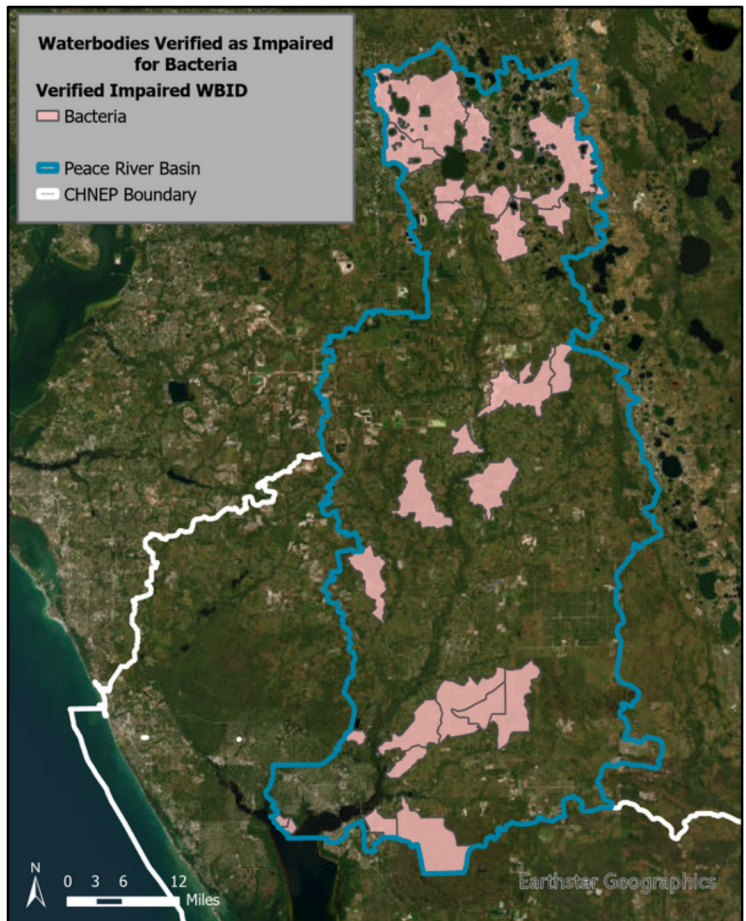 Waterbodies Verified as Impaired
for Bacteria
Verified Impaired WBID
Bacteria
Peace River Basin
CHNEP Boundary
N
0 3 6 12
Miles
Earthstar Geographics